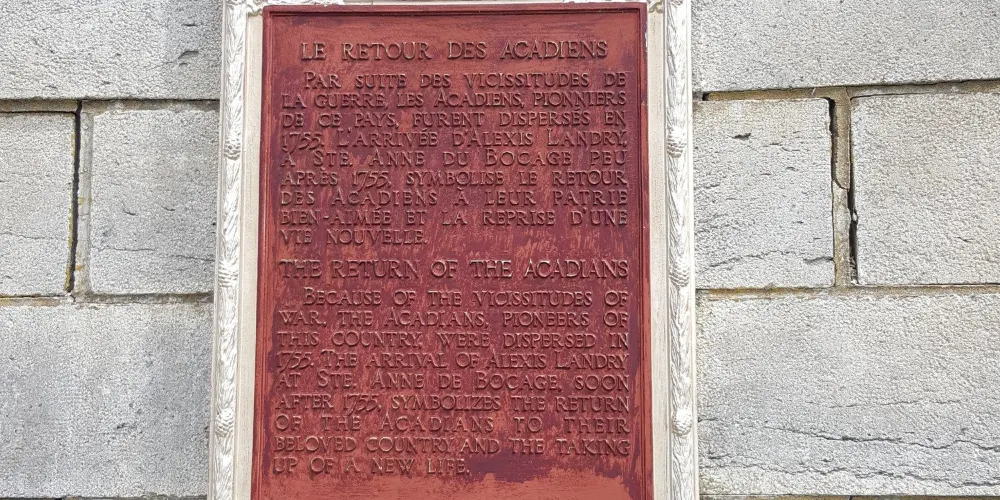 LE RETOUR DES ACADIENS
PAR SUITE DES VICISSITUDES DE
LA GUERRE, LES ACADIENS, PIONNIERS
DE CE PAYS, FURENT DISPERSÉS EN
1755. L'ARRIVÉE D'ALEXIS LANDRY,
À STE. ANNE DU BOCAGE PEU
APRÈS 1755, SYMBOLISE LE RETOUR
DES ACADIENS À LEUR PATRIE
BIEN-AIMÉE ET LA REPRISE D'UNE
VIE NOUVELLE.
THE RETURN OF THE ACADIANS
BECAUSE OF THE VICISSITUDES OF
WAR, THE ACADIANS, PIONEERS OF
THIS COUNTRY, WERE DISPERSED IN
1755. THE ARRIVAL OF ALEXIS LANDRY
AT STE. ANNE DE BOCAGE, SOON
AFTER 1755, SYMBOLIZES THE RETURN
OF THE ACADIANS TO THEIR
BELOVED COUNTRY AND THE TAKING
UP OF A NEW LIFE.